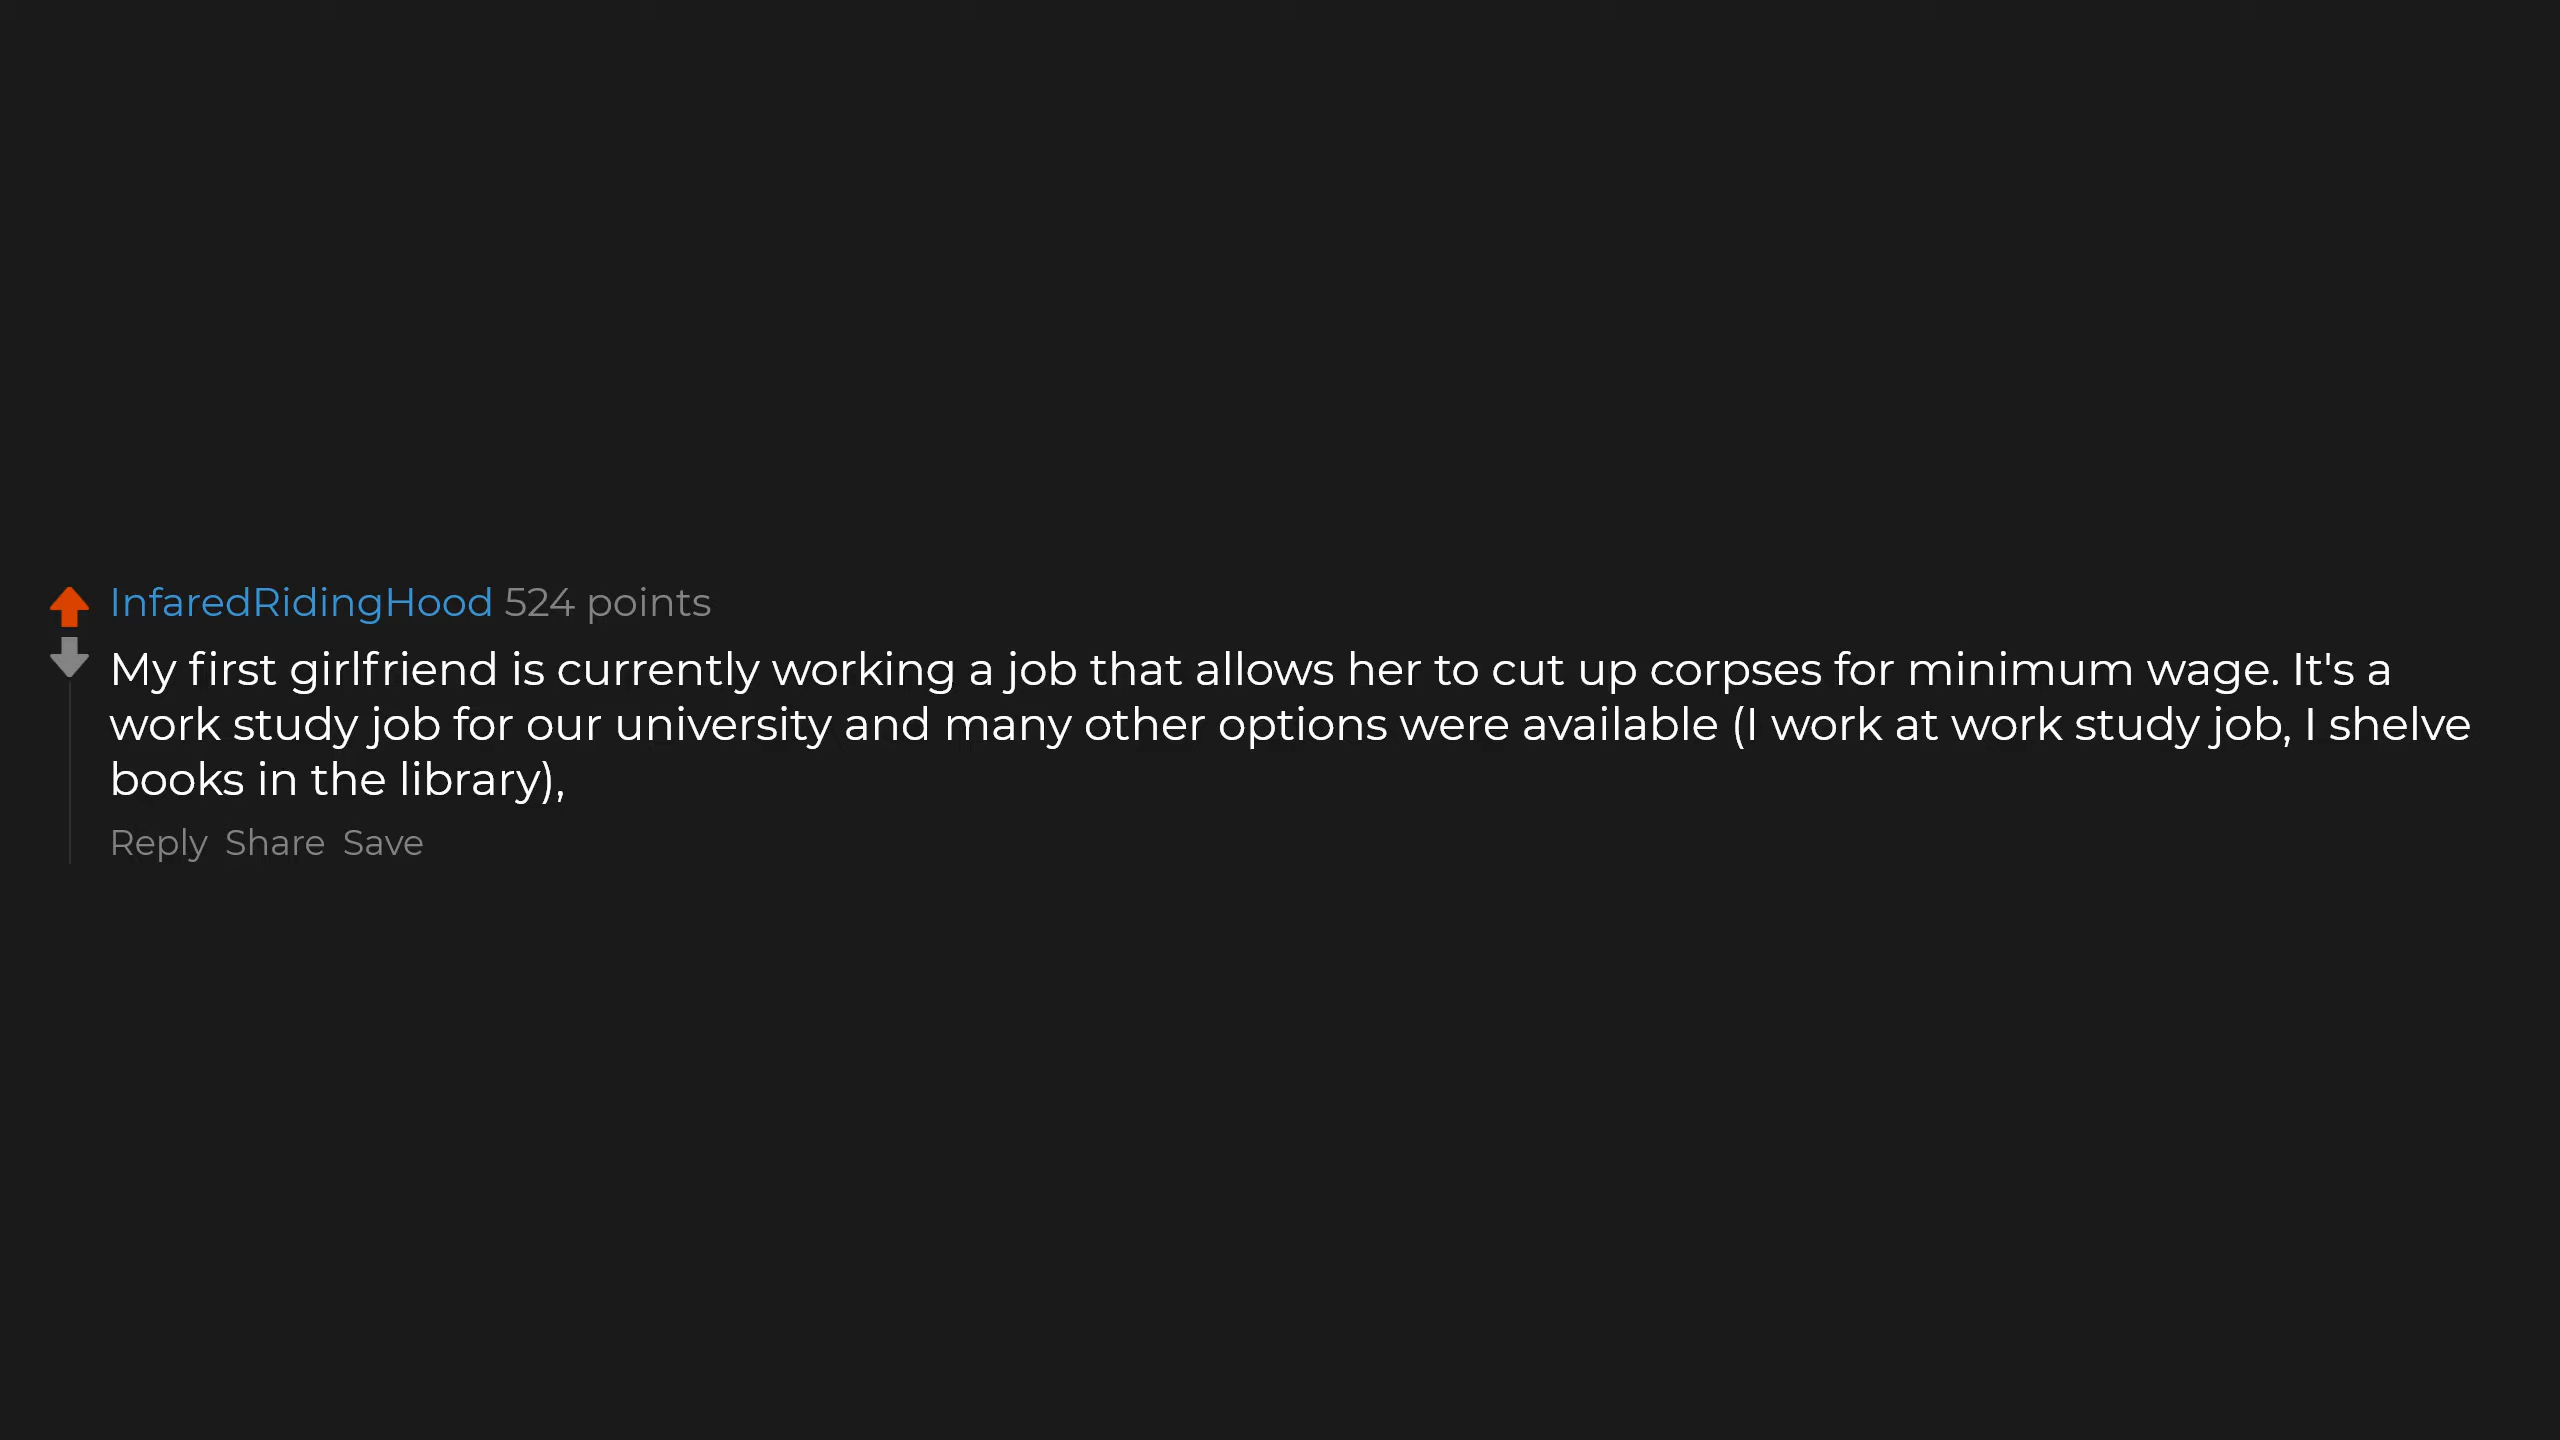 InfaredRidingHood 524 points
My first girlfriend is currently working a job that allows her to cut up corpses for minimum wage. It's a
work study job for our university and many other options were available (I work at work study job, I shelve
books in the library),
Reply Share Save